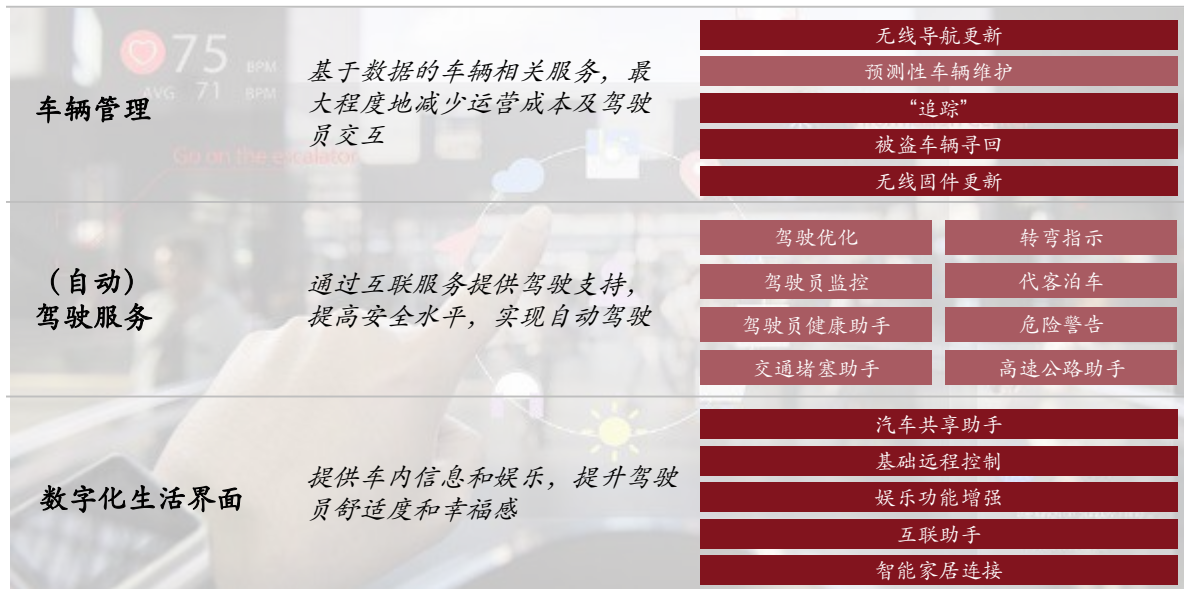 75 BPM
AVG 71 BPM
Go on the escalator
车辆管理
基于数据的车辆相关服务，最
大程度地减少运营成本及驾驶
员交互
无线导航更新
预测性车辆维护
“追踪”
被盗车辆寻回
无线固件更新
（自动）
驾驶服务
通过互联服务提供驾驶支持，
提高安全水平，实现自动驾驶
驾驶优化
转弯指示
驾驶员监控
代客泊车
驾驶员健康助手
危险警告
交通堵塞助手
高速公路助手
数字化生活界面
提供车内信息和娱乐，提升驾驶
员舒适度和幸福感
汽车共享助手
基础远程控制
娱乐功能增强
互联助手
智能家居连接